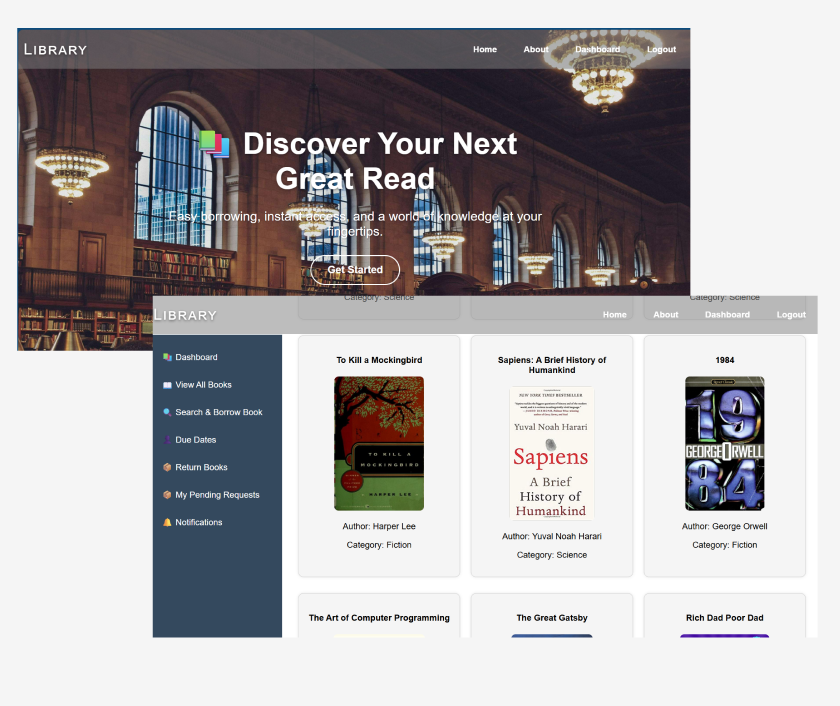 LIBRARY
Home About Dashboard Logout
Discover Your Next
Great Read
Easy borrowing, instant access, and a world of knowledge at your
fingertips.
Get Started
Category: Science
Category: Science
LIBRARY
Home About Dashboard Logout
Dashboard
View All Books
Search & Borrow Book
Due Dates
Return Books
My Pending Requests
Notifications
To Kill a Mockingbird
TO KILL A
MOCKINGBIRD
HARPER LEE
Author: Harper Lee
Category: Fiction
Sapiens: A Brief History of
Humankind
NEW YORK TIMES BESTSELLER
Yuval Noah Harari
Sapiens
A Brief
History of
Humankind
Author: Yuval Noah Harari
Category: Science
1984
19
GEORGE ORWELL
84
Author: George Orwell
Category: Fiction
The Art of Computer Programming
The Great Gatsby
Rich Dad Poor Dad